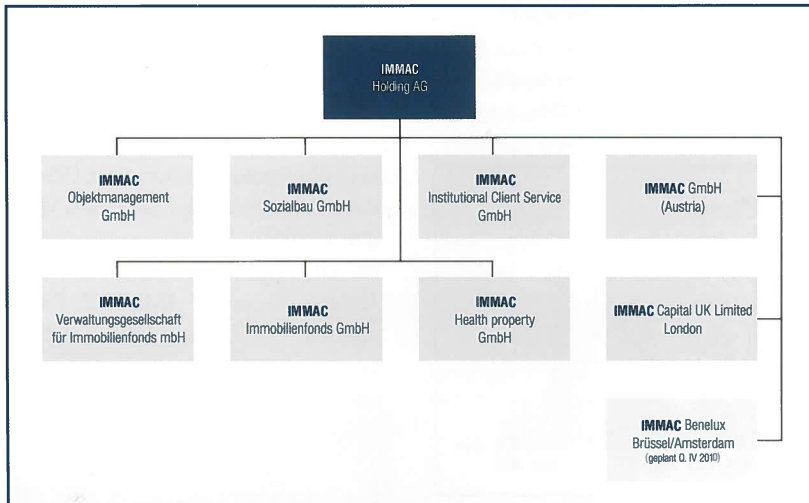 IMMAC
Holding AG
IMMAC
Objektmanagement
GmbH
IMMAC
Sozialbau GmbH
IMMAC
Institutional Client Service
GmbH
IMMAC GmbH
(Austria)
IMMAC
Verwaltungsgesellschaft
für Immobilienfonds mbH
IMMAC
Immobilienfonds GmbH
IMMAC
Health property
GmbH
IMMAC Capital UK Limited
London
IMMAC Benelux
Brüssel/Amsterdam
(geplant Q. IV 2010)